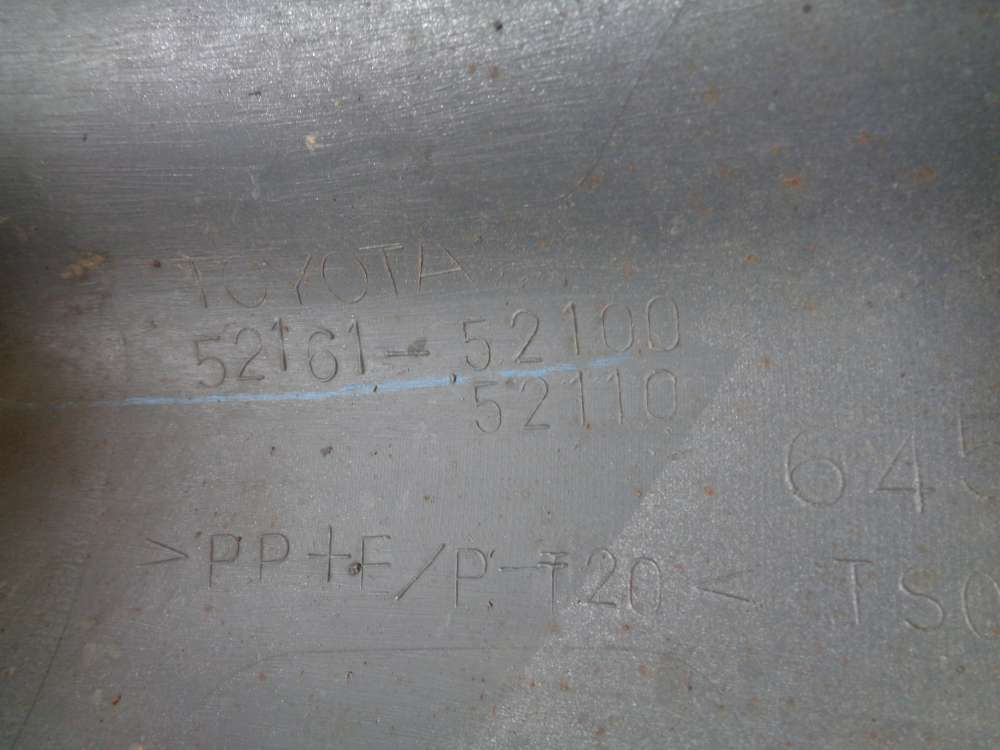 TOYOTA
52161-52100
52110
645
>PP+E/P-T20< TSO